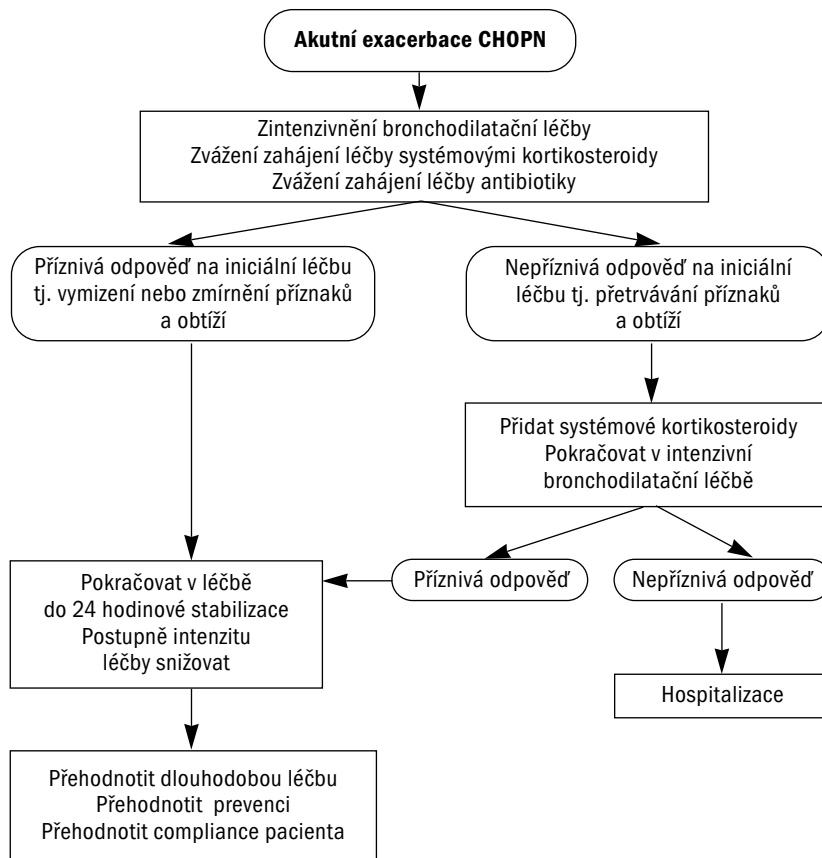 Akutní exacerbace CHOPN
Zintenzivnění bronchodilatační léčby
Zvážení zahájení léčby systémovými kortikosteroidy
Zvážení zahájení léčby antibiotiky
Příznivá odpověď na iniciální léčbu
tj. vymizení nebo zmírnění příznaků
a obtíží
Nepříznivá odpověď na iniciální
léčbu tj. přetrvávání příznaků
a obtíží
Přidat systémové kortikosteroidy
Pokračovat v intenzivní
bronchodilatační léčbě
Příznivá odpověď
Nepříznivá odpověď
Pokračovat v léčbě
do 24 hodinové stabilizace
Postupně intenzitu
léčby snižovat
Hospitalizace
Přehodnotit dlouhodobou léčbu
Přehodnotit prevenci
Přehodnotit compliance pacienta